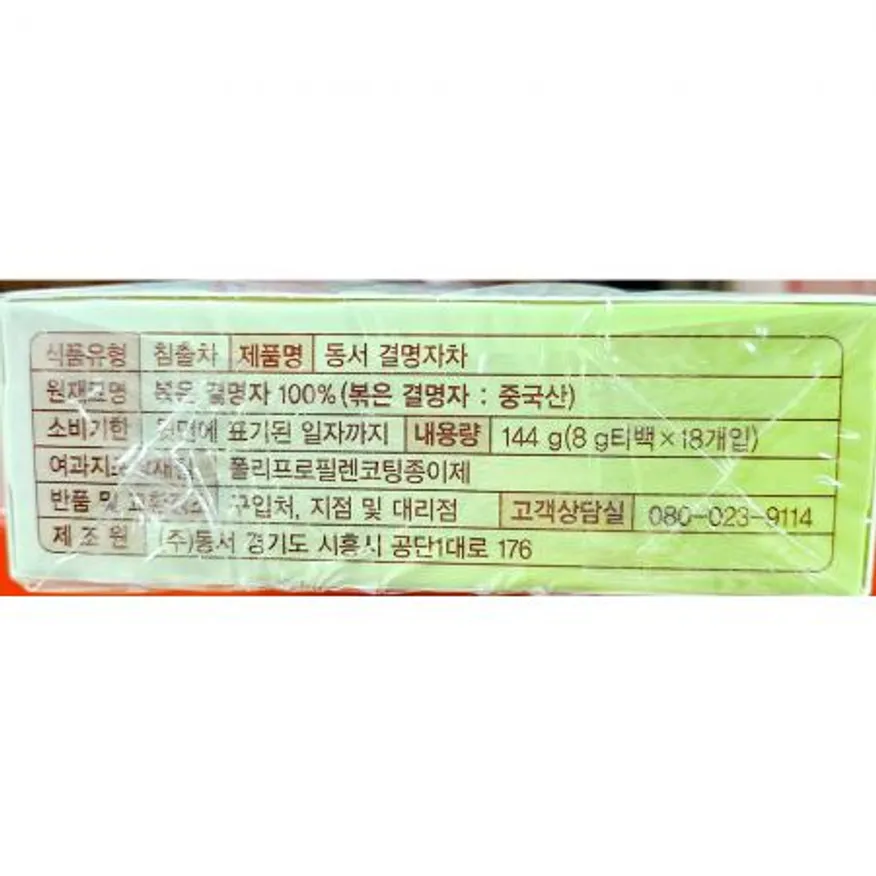 식품유형 침출차 제품명 동서 결명자차
원재료명 볶은 결명자 100% (볶은 결명자 : 중국산)
소비기한 표기된 일자까지 내용량 144 g(8 g티백×18개입)
폴리프로필렌코팅종이제
반품 및 구입처, 지점 및 대리점 고객상담실 080-023-9114
제 조 원 (주)동서 경기도 시흥시 공단1대로 176